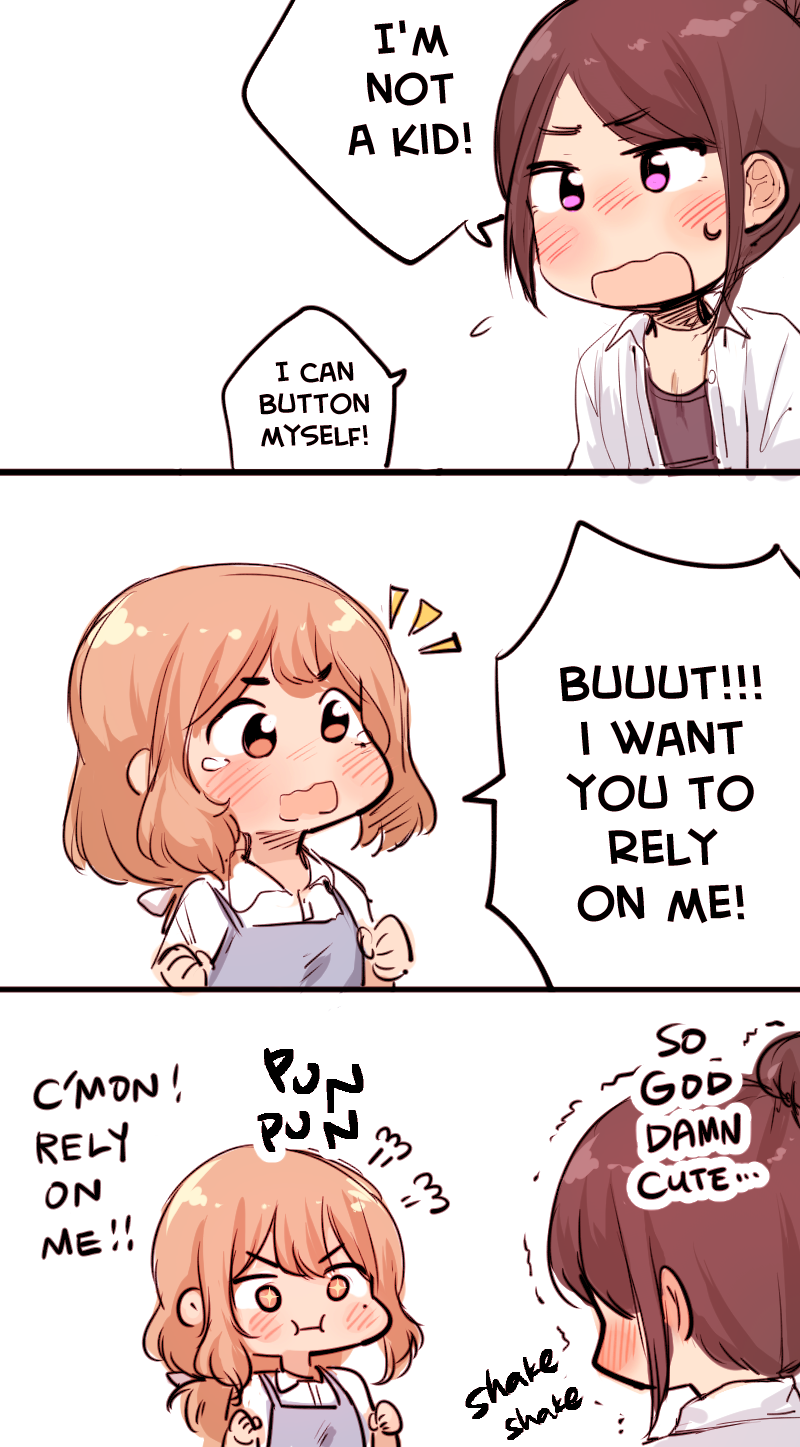 I'M
NOT
A KID!
I CAN
BUTTON
MYSELF!
BUUUT!!!
I WANT
YOU TO
RELY
ON ME!
C'MON!
RELY
ON
ME!!
PUN
PUN
SO
GOD
DAMN
CUTE...
shake
shake